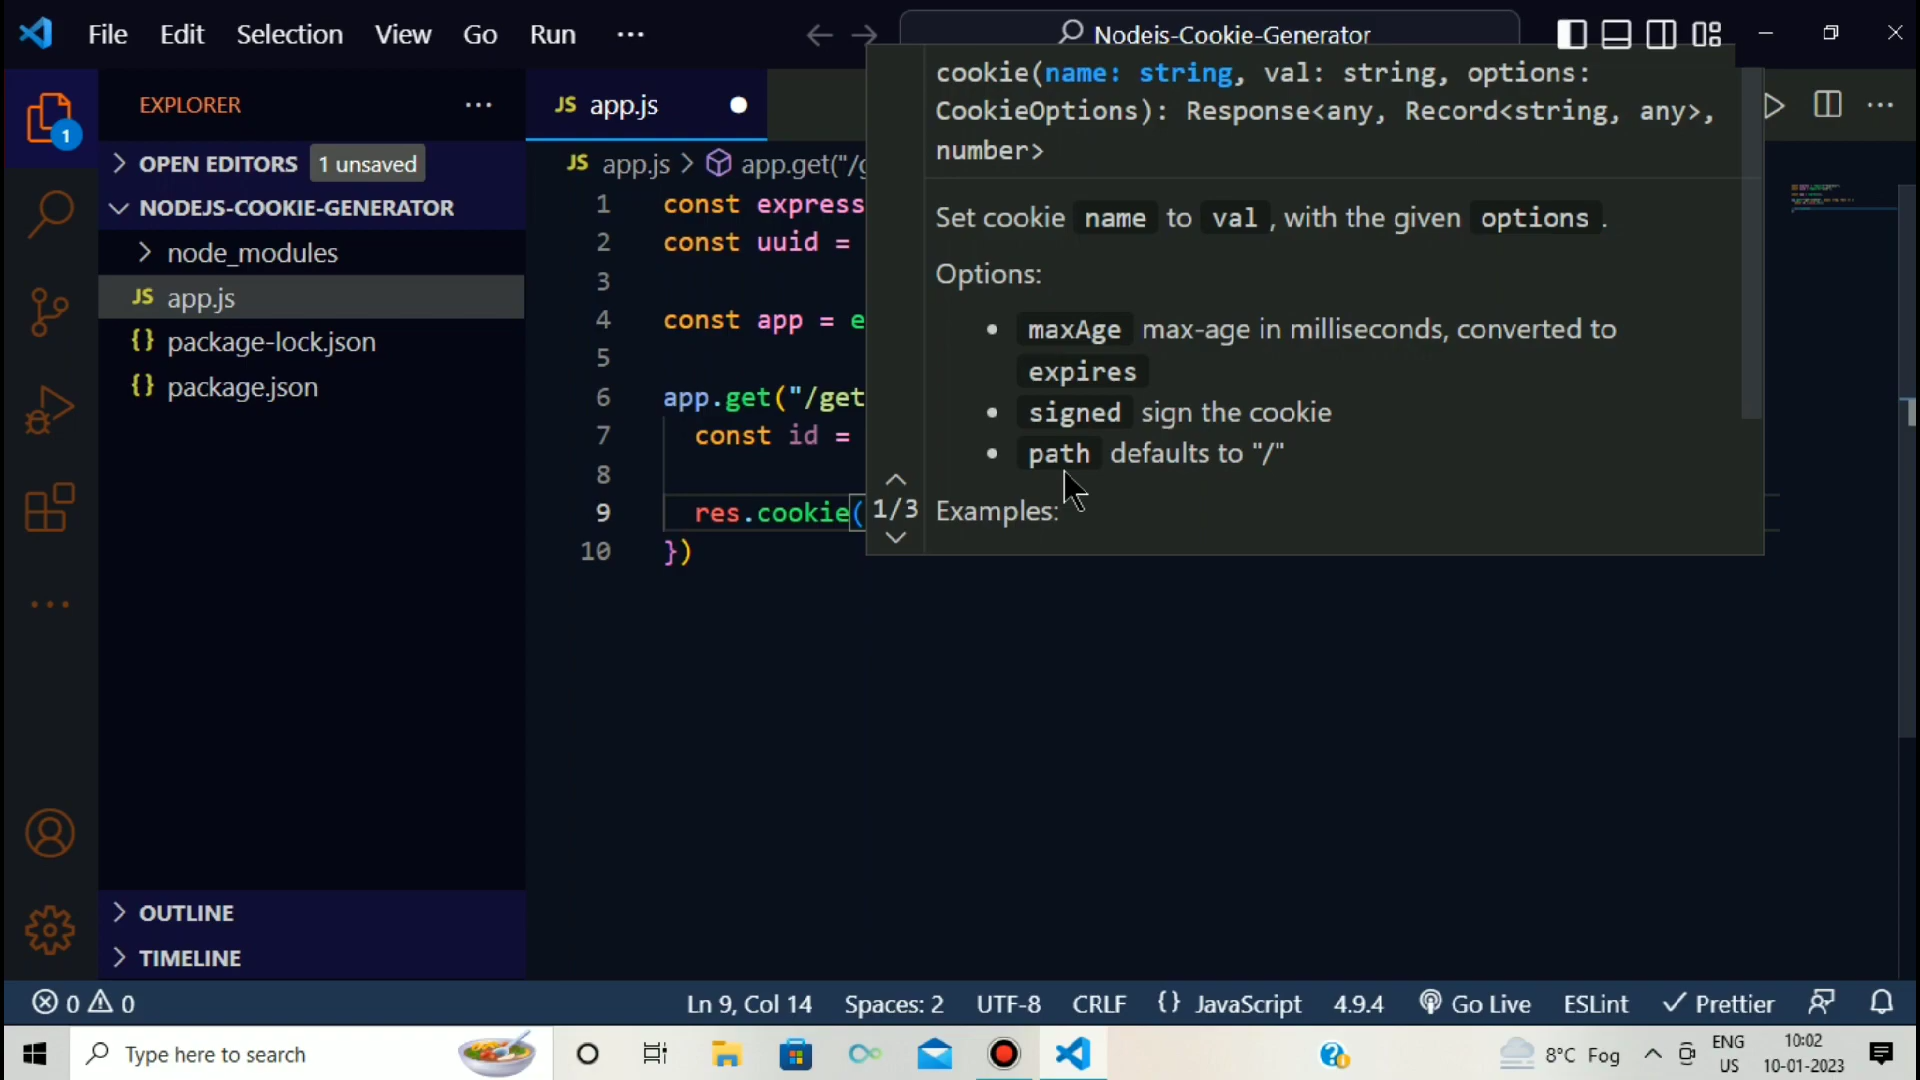 File Edit Selection View Go Run ··· Nodejs-Cookie-Generator
EXPLORER ···
OPEN EDITORS 1 unsaved
NODEJS-COOKIE-GENERATOR
node_modules
JS app.js
{} package-lock.json
{} package.json
OUTLINE
TIMELINE
1
JS app.js
JS app.js > app.get("/g
1 const express
2 const uuid =
3
4 const app = e
5
6 app.get("/get
7 const id =
8
9 res.cookie(
10 })
cookie(name: string, val: string, options:
CookieOptions): Response<any, Record<string, any>,
number>
Set cookie name to val, with the given options.
Options:
• maxAge max-age in milliseconds, converted to
expires
• signed sign the cookie
• path defaults to "/"
1/3 Examples:
0 0 Ln 9, Col 14 Spaces: 2 UTF-8 CRLF {} JavaScript 4.9.4 Go Live ESLint Prettier
Type here to search 8°C Fog ENG US 10:02 10-01-2023